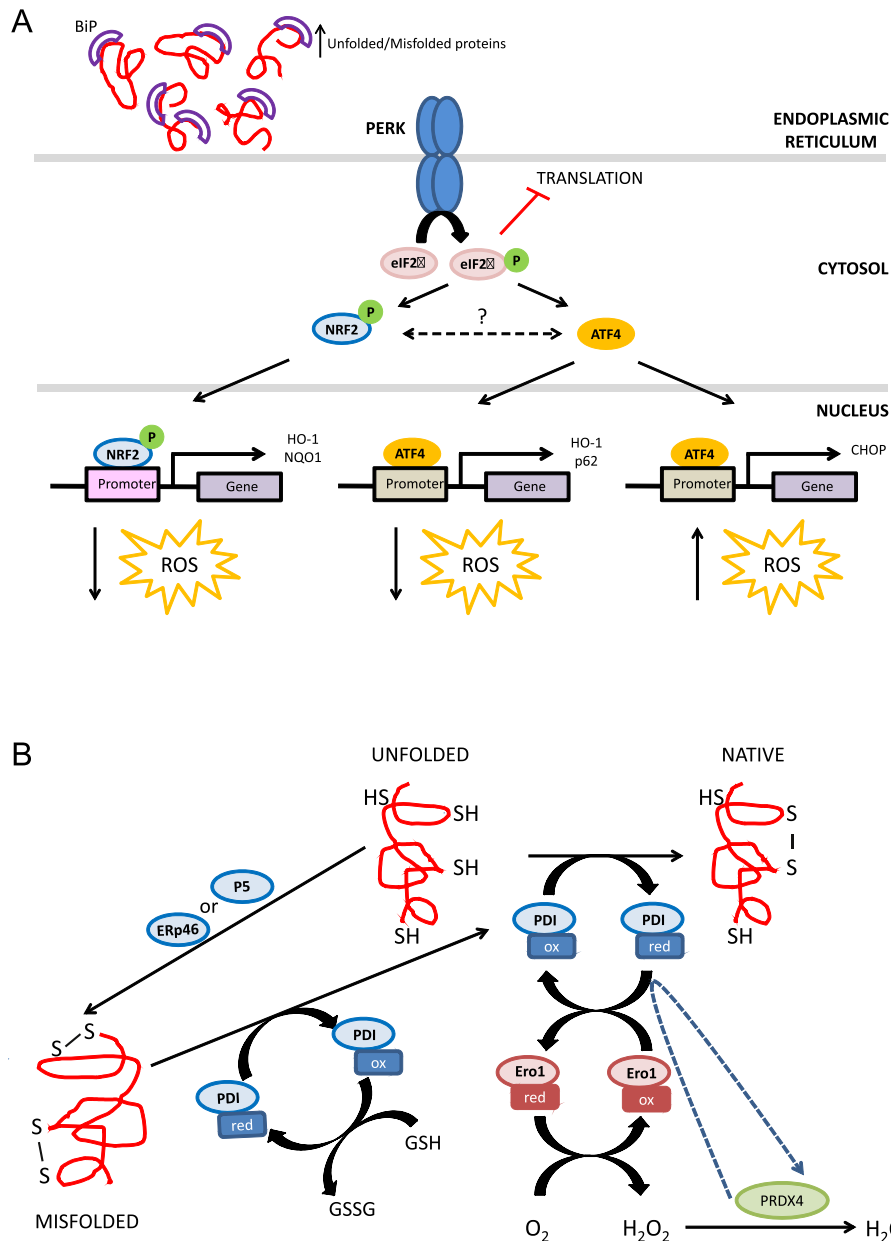 A
BiP
Unfolded/Misfolded proteins
PERK
ENDOPLASMIC
RETICULUM
TRANSLATION
eIF2
eIF2
P
CYTOSOL
P
NRF2
?
ATF4
NUCLEUS
P
NRF2
HO-1
NQO1
Promoter
Gene
ATF4
HO-1
p62
Promoter
Gene
ATF4
CHOP
Promoter
Gene
ROS
ROS
ROS
B
UNFOLDED
NATIVE
HS
SH
SH
SH
HS
S
S
SH
P5
or
ERp46
PDI
ox
PDI
red
S
S
S
S
MISFOLDED
PDI
ox
PDI
red
GSH
GSSG
Ero1
red
Ero1
ox
PRDX4
O₂
H₂O₂
H₂